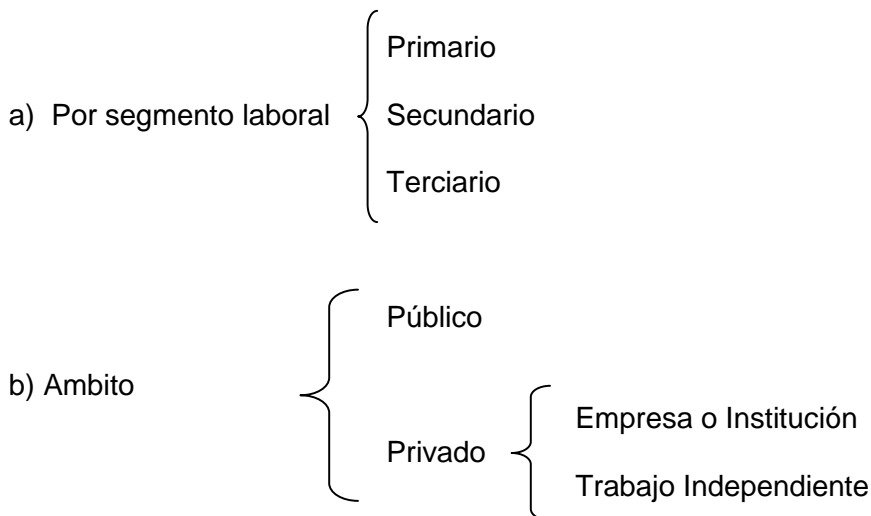 Primario
a) Por segmento laboral
Secundario
Terciario
Público
b) Ambito
Empresa o Institución
Privado
Trabajo Independiente